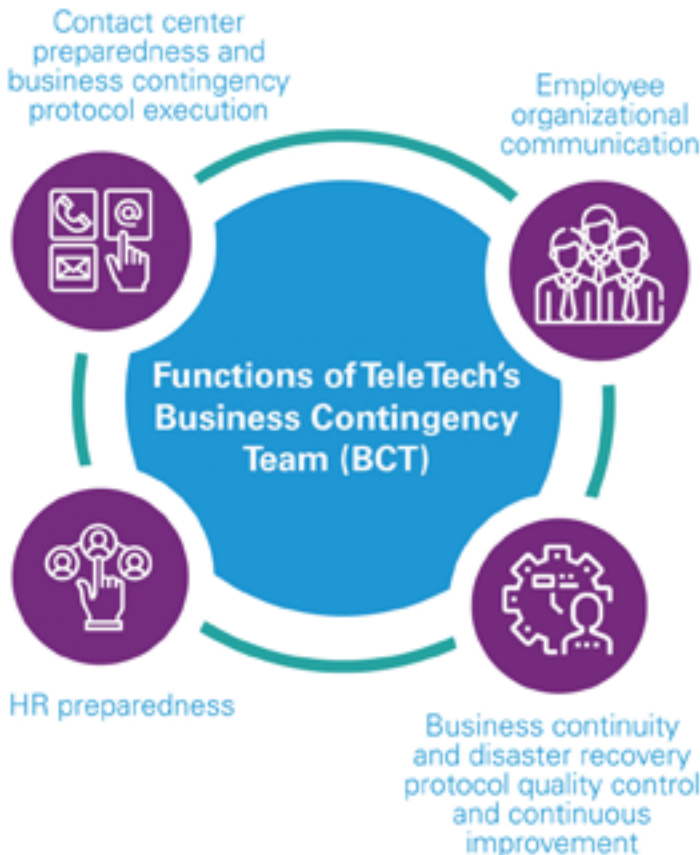 Contact center
preparedness and
business contingency
protocol execution
Employee
organizational
communication
@
Functions of TeleTech's
Business Contingency
Team (BCT)
HR preparedness
Business continuity
and disaster recovery
protocol quality control
and continuous
improvement